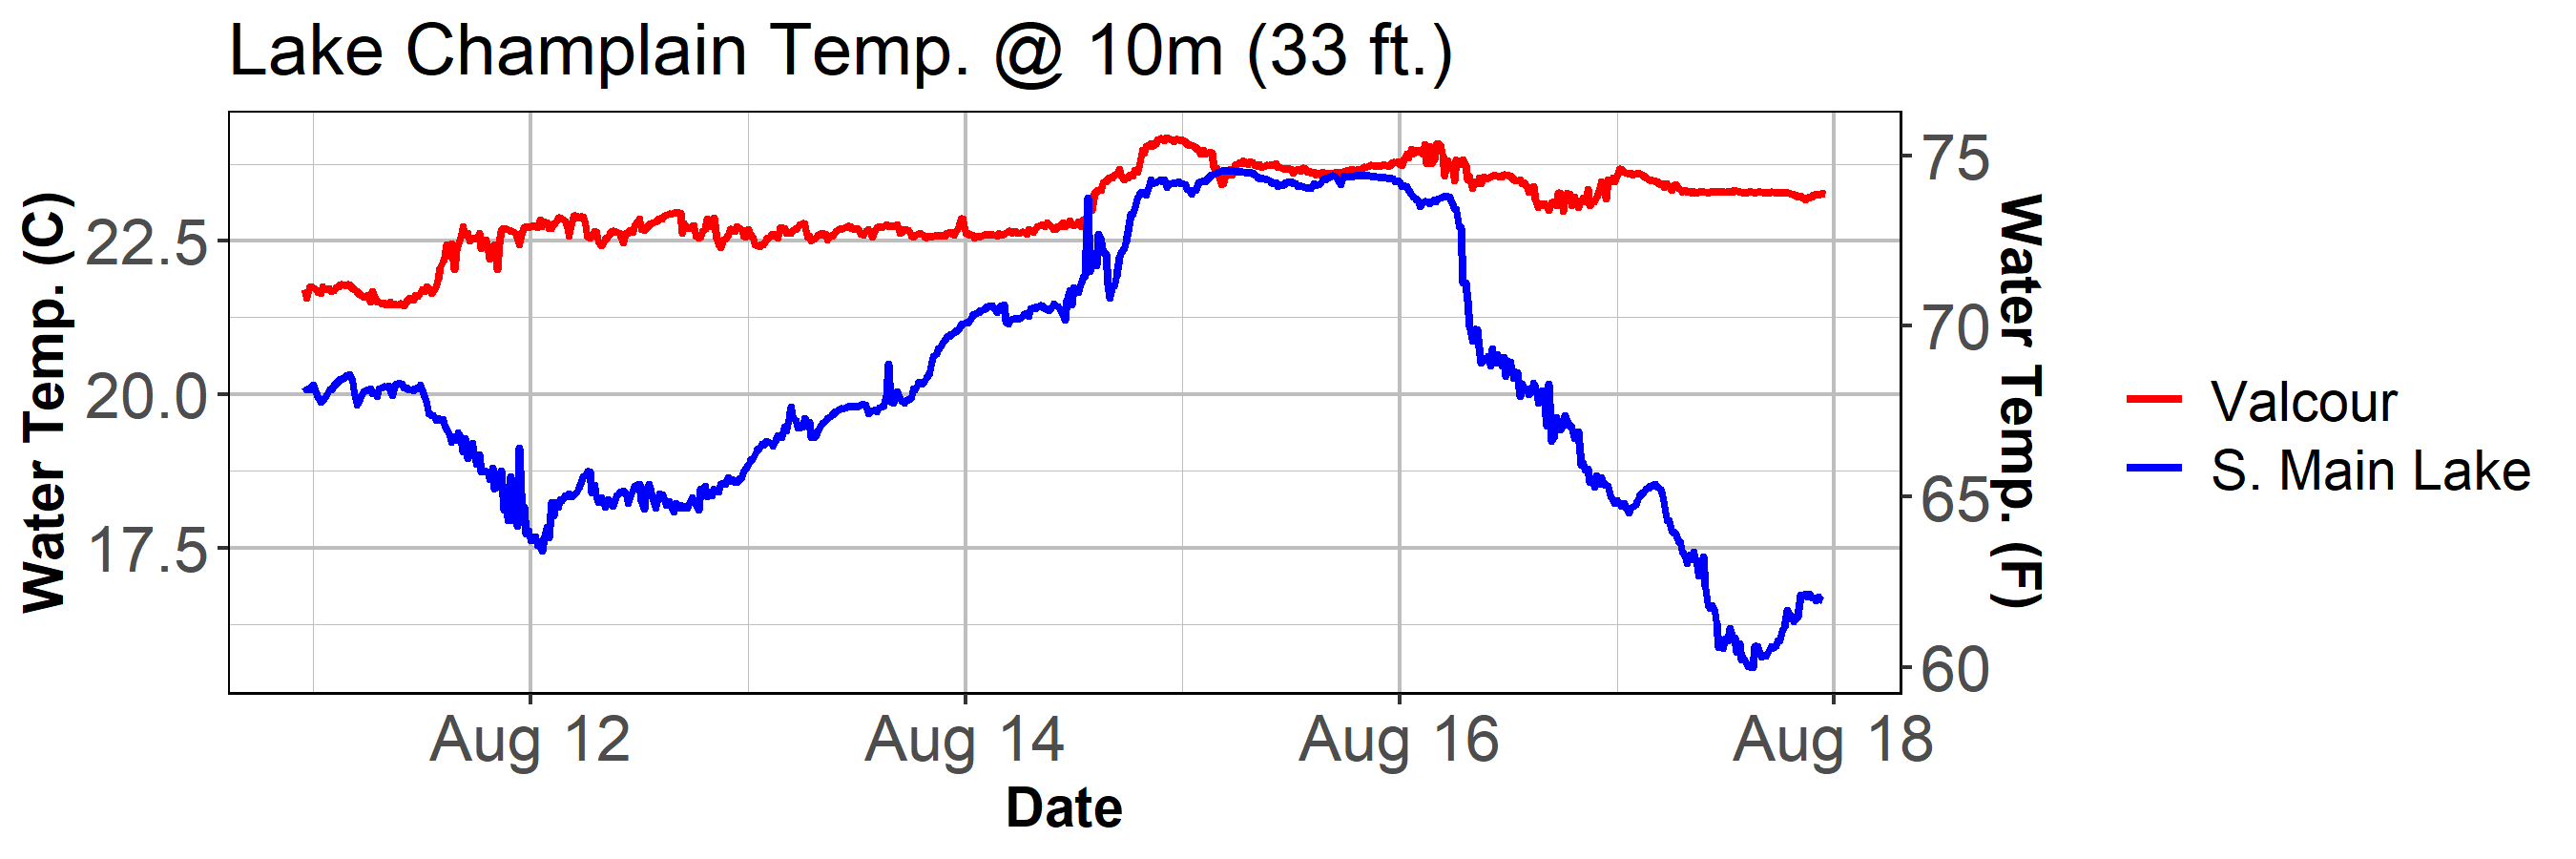 Lake Champlain Temp. @ 10m (33 ft.)
Water Temp. (C)
22.5
20.0
17.5
75
70
65
60
Water Temp. (F)
Aug 12
Aug 14
Aug 16
Aug 18
Date
Valcour
S. Main Lake